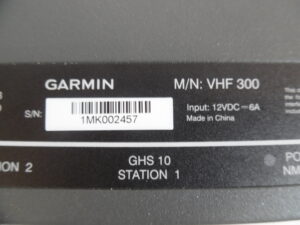 GARMIN
M/N: VHF 300
S/N:
1MK002457
Input: 12VDC⎓6A
Made in China
GHS 10
STATION 1